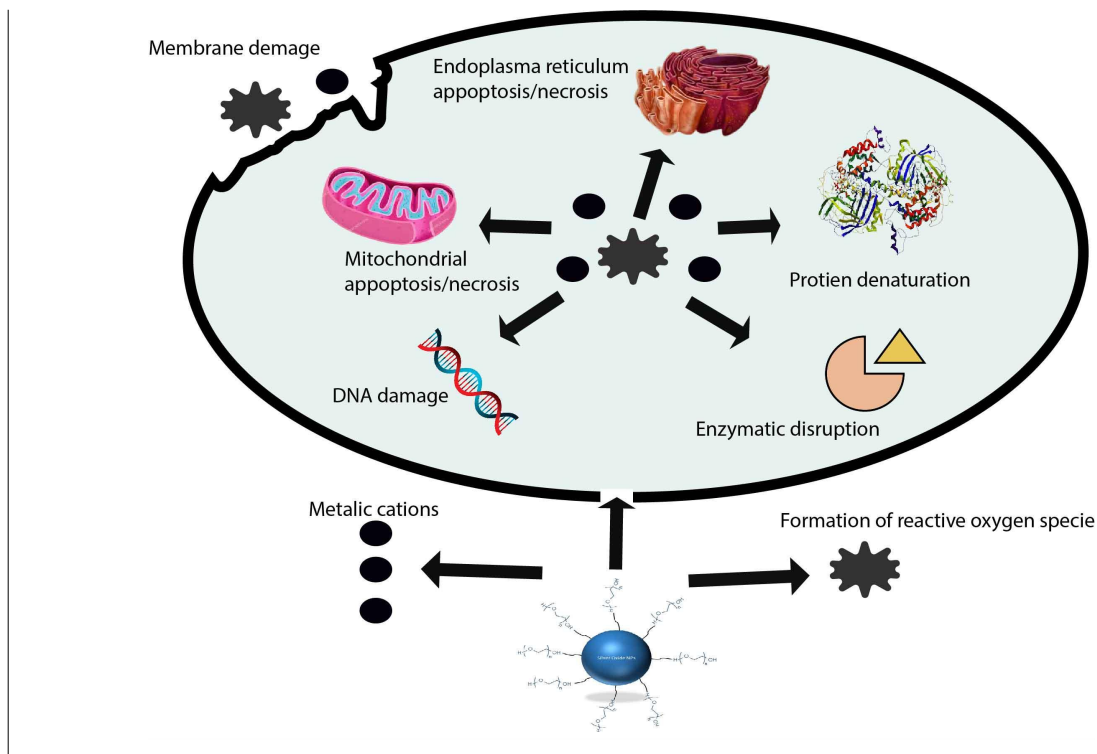 Membrane demage
Endoplasma reticulum
appoptosis/necrosis
Mitochondrial
appoptosis/necrosis
Protien denaturation
DNA damage
Enzymatic disruption
Metalic cations
Formation of reactive oxygen specie